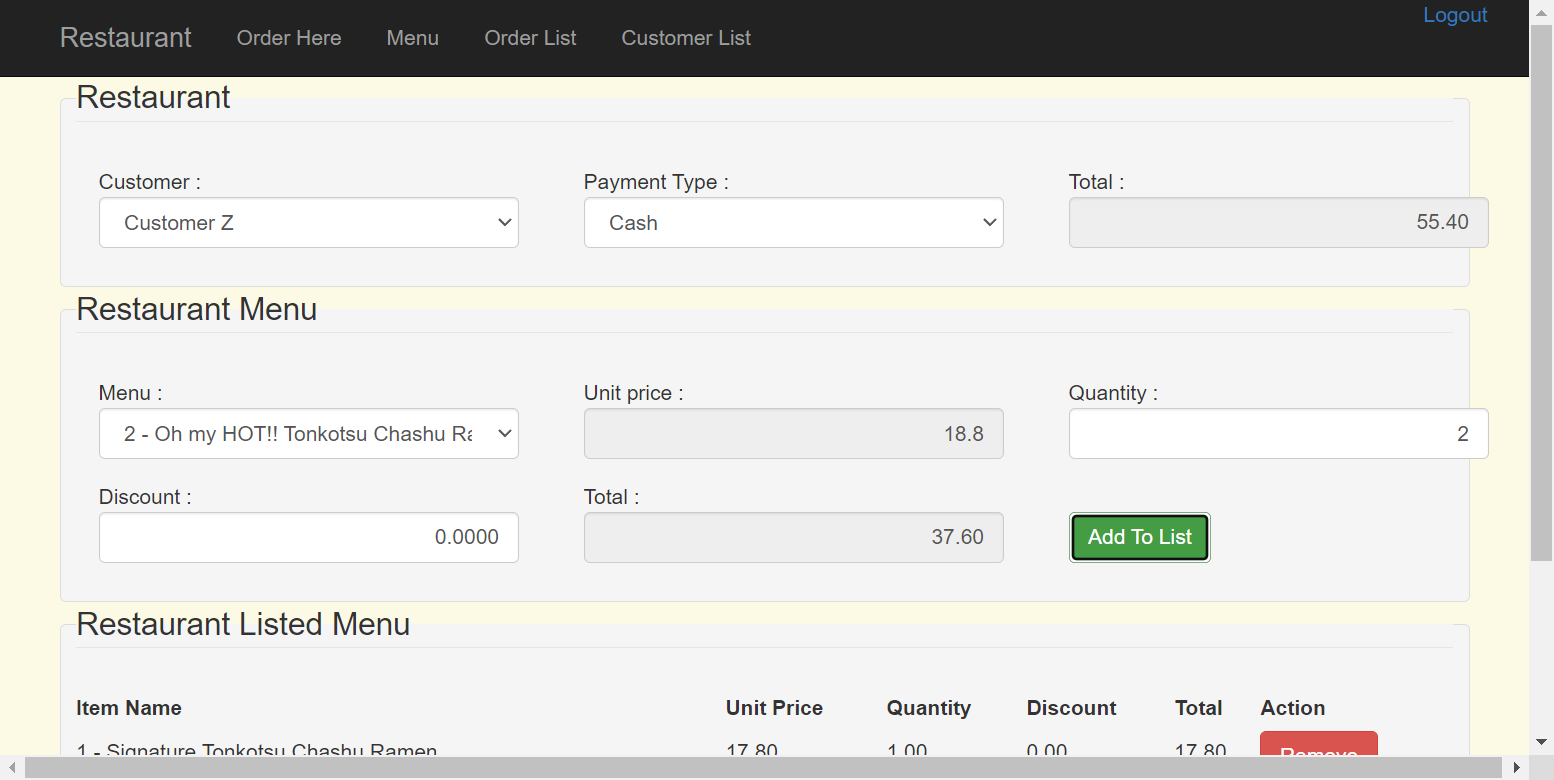 Logout
Restaurant Order Here Menu Order List Customer List
Restaurant
Customer : Payment Type : Total :
Customer Z Cash 55.40
Restaurant Menu
Menu : Unit price : Quantity :
2 - Oh my HOT!! Tonkotsu Chashu Ra 18.8 2
Discount : Total :
0.0000 37.60 Add To List
Restaurant Listed Menu
Item Name Unit Price Quantity Discount Total Action
1 - Signature Tonkotsu Chashu Ramen 17.80 1.00 0.00 17.80 Remove